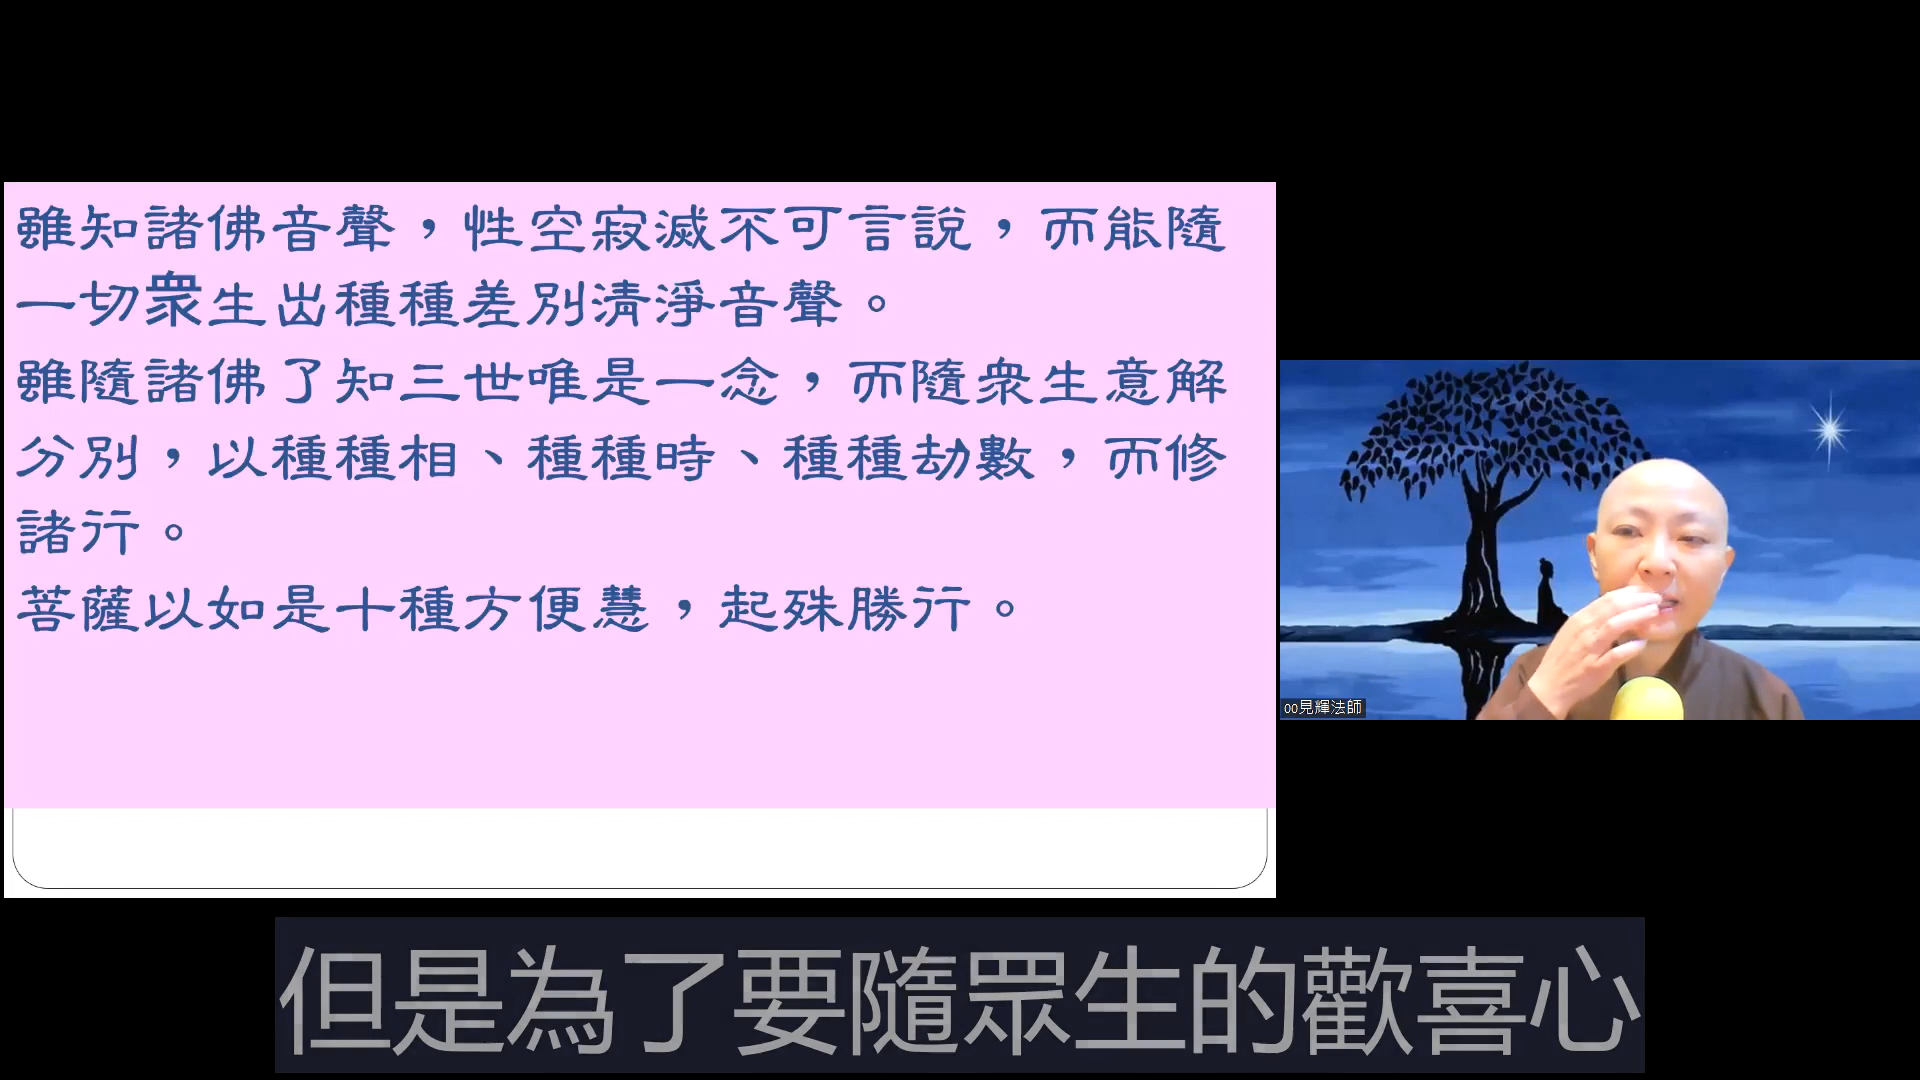 雖知諸佛音聲，性空寂滅不可言說，而能隨
一切衆生出種種差別清淨音聲。
雖隨諸佛了知三世唯是一念，而隨衆生意解
分別，以種種相、種種時、種種劫數，而修
諸行。
菩薩以如是十種方便慧，起殊勝行。
oo見輝法師
但是為了要隨眾生的歡喜心